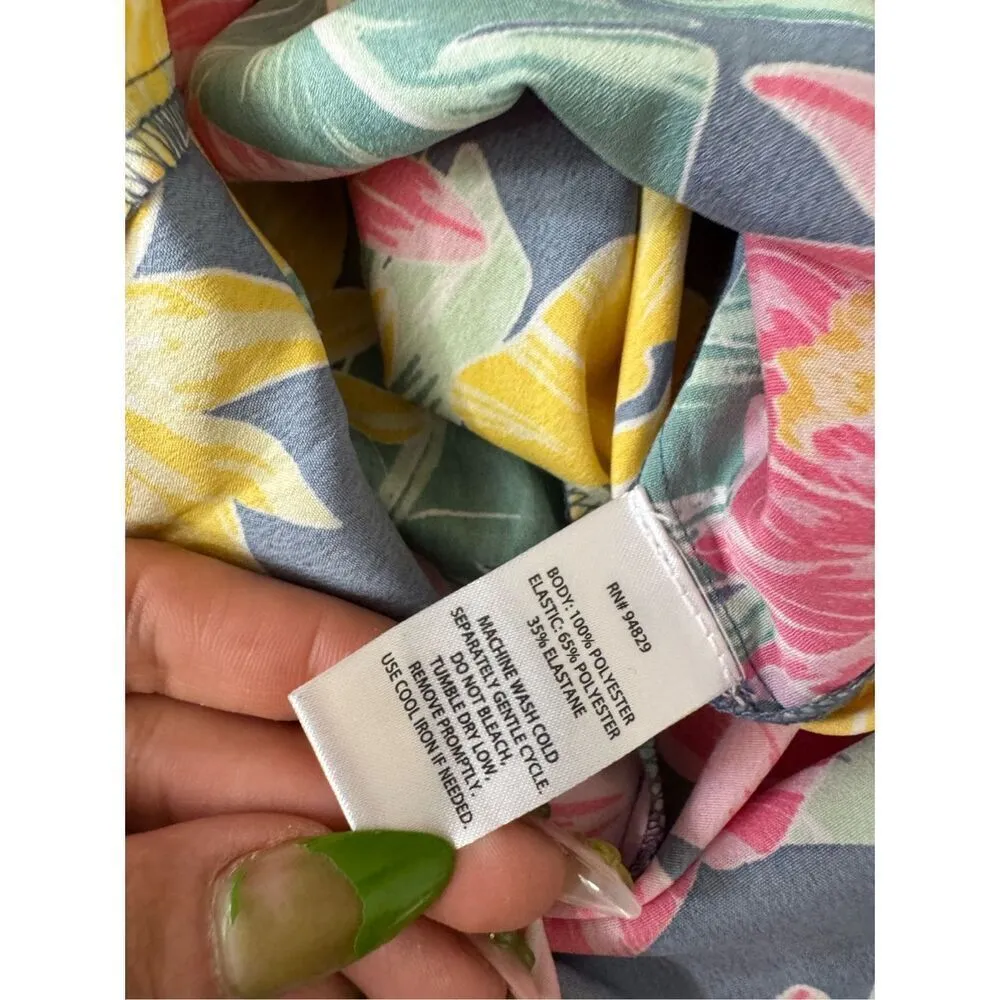 RN# 94829
BODY: 100% POLYESTER
ELASTIC: 65% POLYESTER
35% ELASTANE
MACHINE WASH COLD
SEPARATELY GENTLE CYCLE.
DO NOT BLEACH,
TUMBLE DRY LOW,
REMOVE PROMPTLY.
USE COOL IRON IF NEEDED.